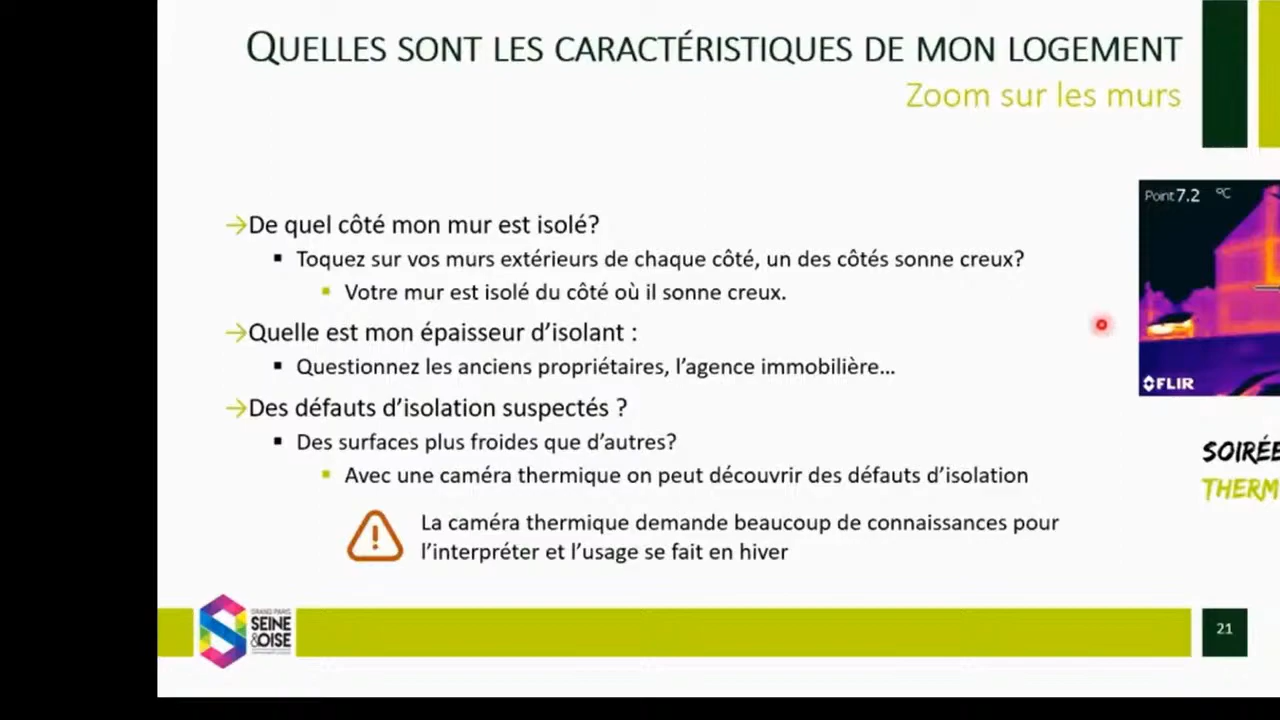 QUELLES SONT LES CARACTÉRISTIQUES DE MON LOGEMENT
Zoom sur les murs
→De quel côté mon mur est isolé?
▪ Toquez sur vos murs extérieurs de chaque côté, un des côtés sonne creux?
▪ Votre mur est isolé du côté où il sonne creux.
→Quelle est mon épaisseur d’isolant :
▪ Questionnez les anciens propriétaires, l’agence immobilière…
→Des défauts d’isolation suspectés ?
▪ Des surfaces plus froides que d’autres?
▪ Avec une caméra thermique on peut découvrir des défauts d’isolation
La caméra thermique demande beaucoup de connaissances pour
l’interpréter et l’usage se fait en hiver
Point 7.2 °C
FLIR
SOIRÉE
THERM
GRAND PARIS
SEINE
&OISE
21